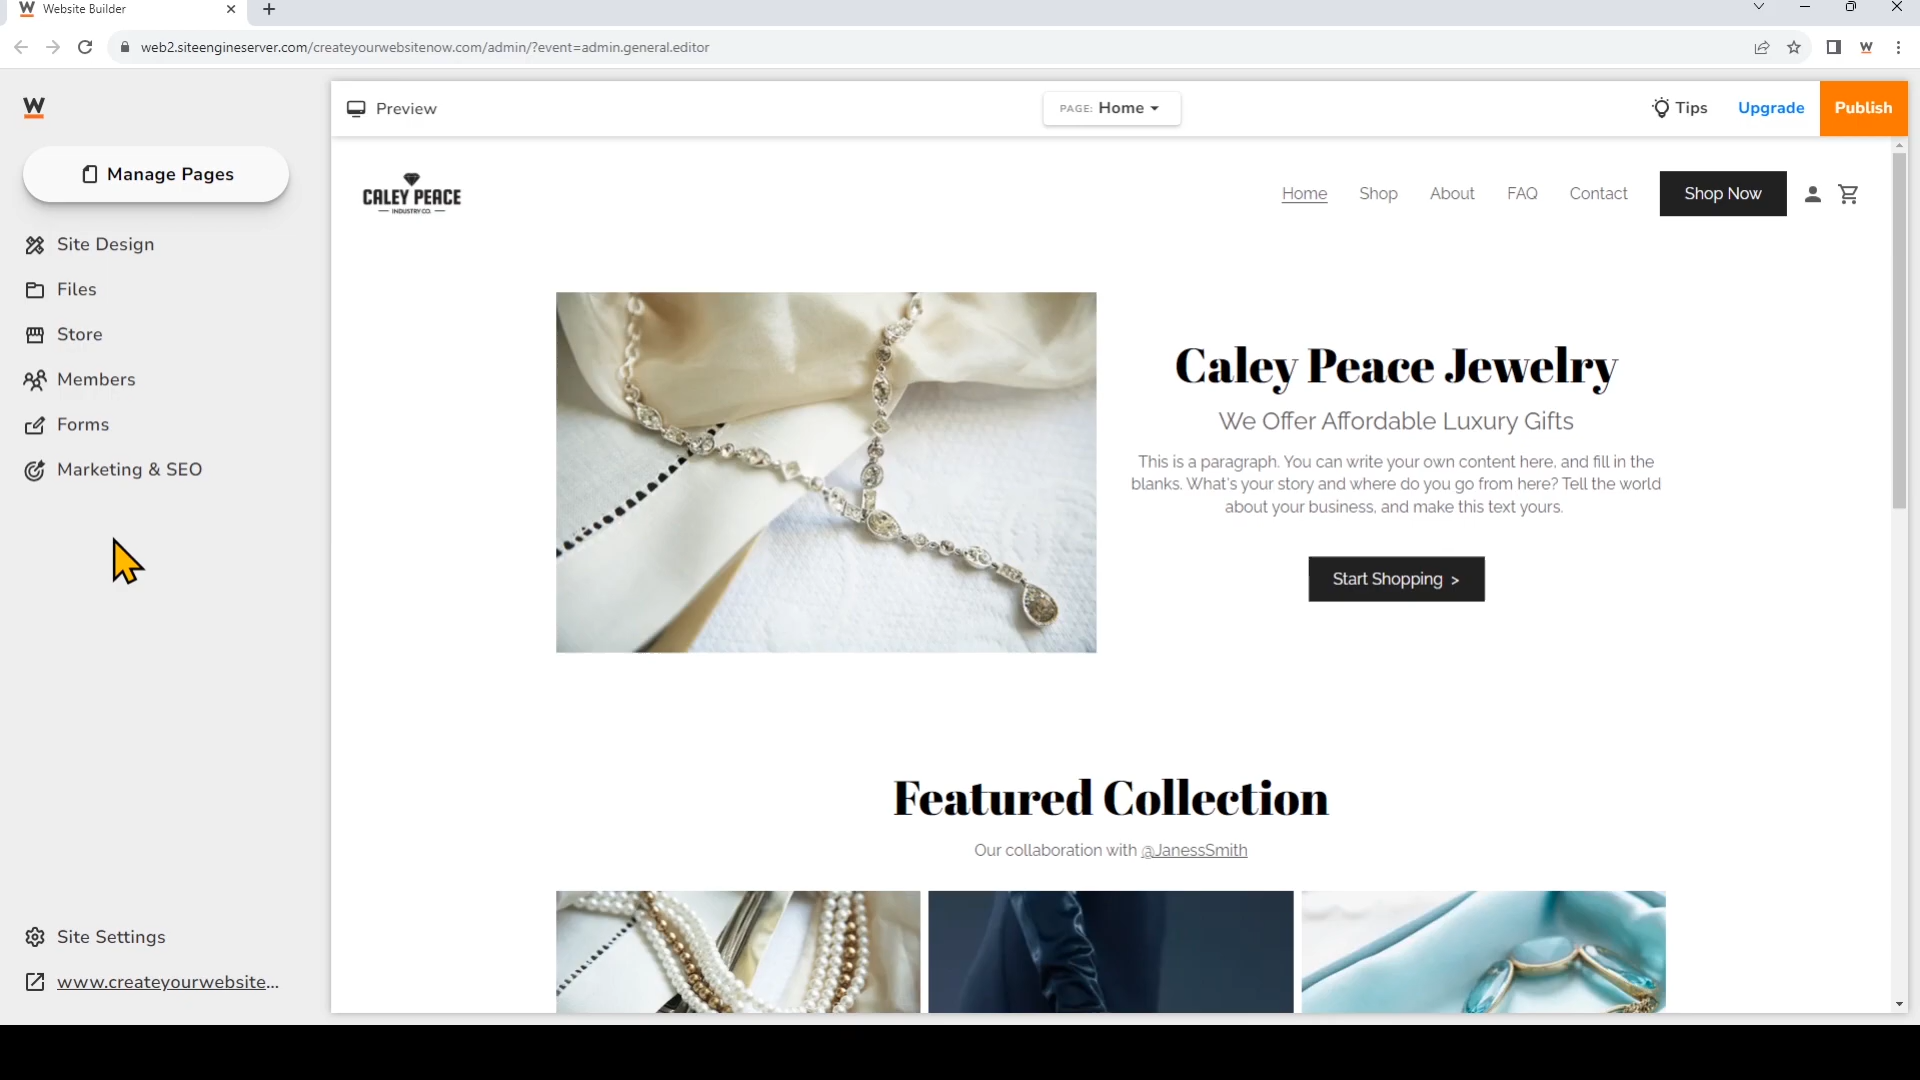 Website Builder
web2.siteengineserver.com/createyourwebsitenow.com/admin/?event=admin.general.editor
Preview
PAGE: Home
Tips
Upgrade
Publish
Manage Pages
Site Design
Files
Store
Members
Forms
Marketing & SEO
Site Settings
www.createyourwebsite...
CALEY PEACE
INDUSTRY CO.
Home
Shop
About
FAQ
Contact
Shop Now
Caley Peace Jewelry
We Offer Affordable Luxury Gifts
This is a paragraph. You can write your own content here, and fill in the
blanks. What's your story and where do you go from here? Tell the world
about your business, and make this text yours.
Start Shopping >
Featured Collection
Our collaboration with @JanessSmith